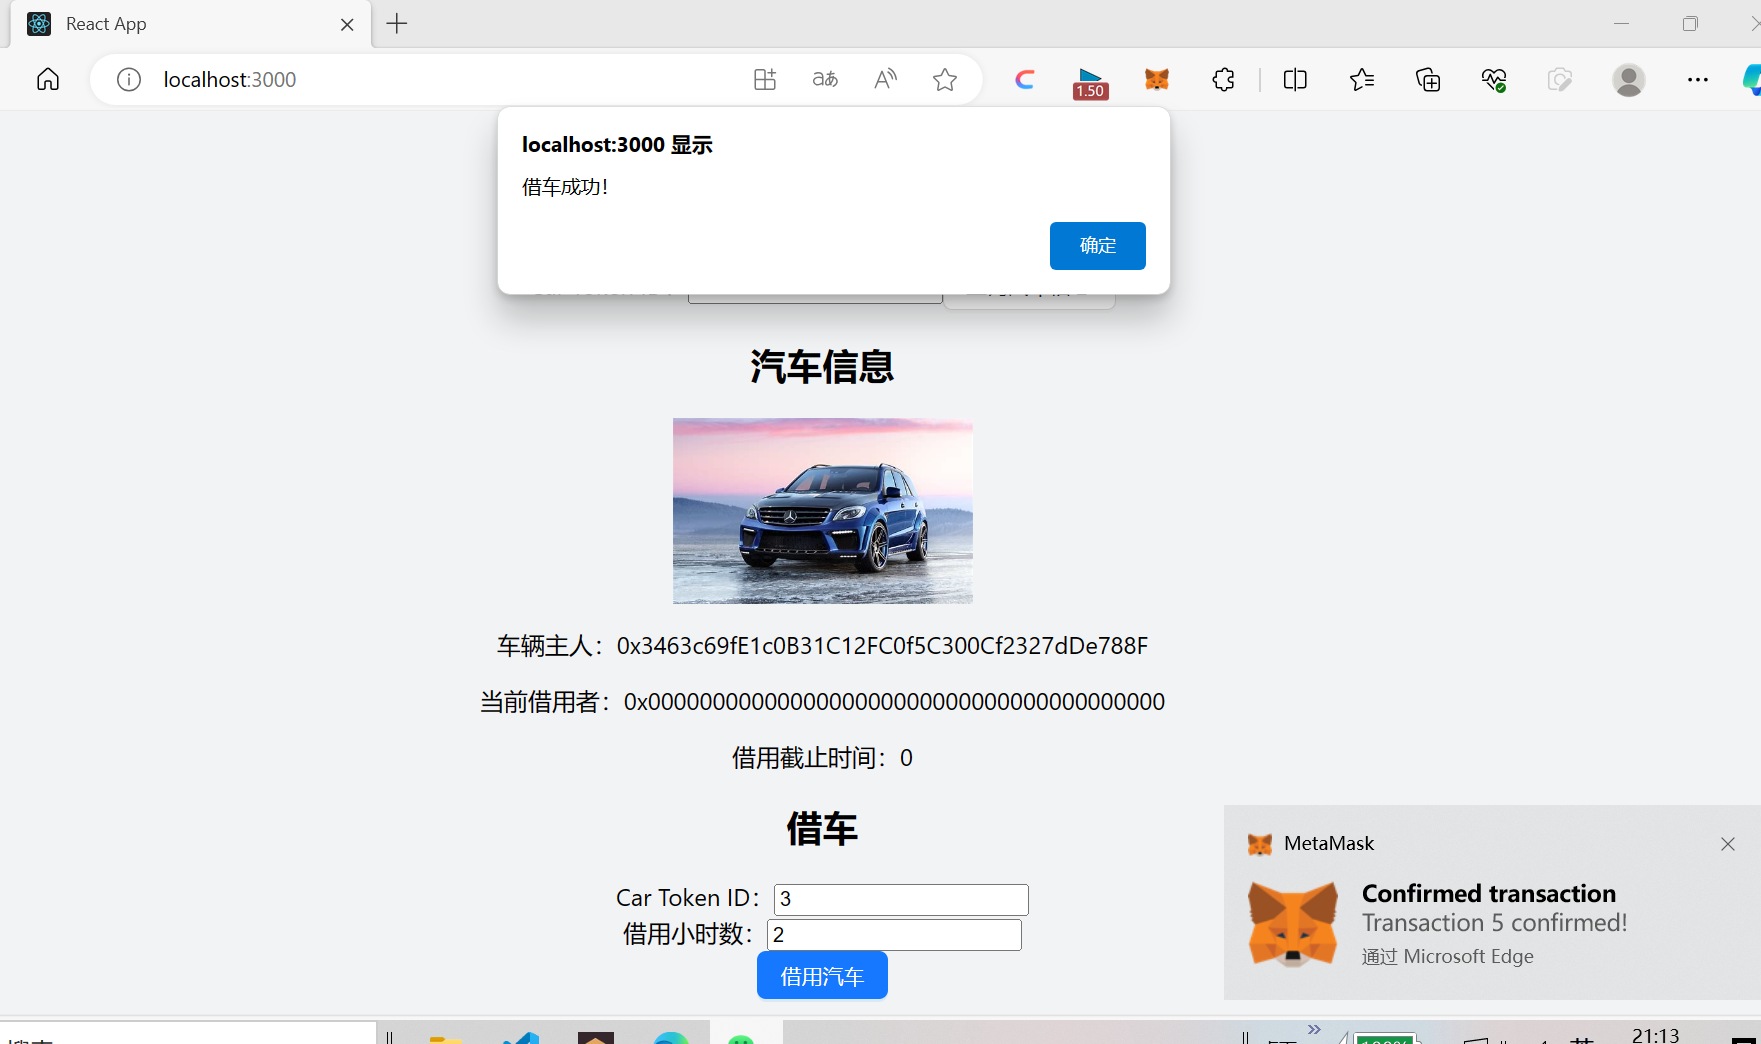 React App
localhost:3000
1.50
localhost:3000 显示
借车成功!
确定
汽车信息
车辆主人：0x3463c69fE1c0B31C12FC0f5C300Cf2327dDe788F
当前借用者：0x0000000000000000000000000000000000000000
借用截止时间：0
借车
Car Token ID： 3
借用小时数： 2
借用汽车
MetaMask
Confirmed transaction
Transaction 5 confirmed!
通过 Microsoft Edge
21:13